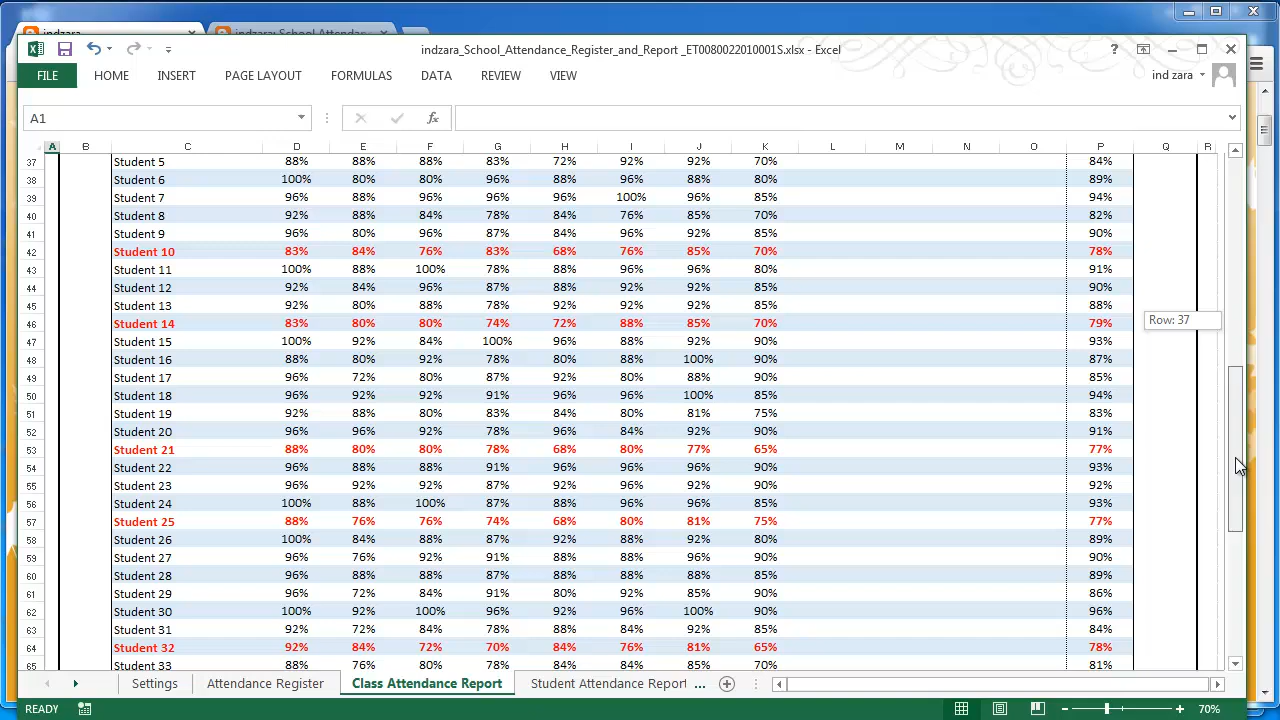 indzara
indzara: School Attendar
indzara_School_Attendance_Register_and_Report _ET0080022010001S.xlsx - Excel
FILE HOME INSERT PAGE LAYOUT FORMULAS DATA REVIEW VIEW ind zara
A1 fx
A B C D E F G H I J K L M N O P Q R
37 Student 5 88% 88% 88% 83% 72% 92% 92% 70% 84%
38 Student 6 100% 80% 80% 96% 88% 96% 88% 80% 89%
39 Student 7 96% 88% 96% 96% 96% 100% 96% 85% 94%
40 Student 8 92% 88% 84% 78% 84% 76% 85% 70% 82%
41 Student 9 96% 80% 96% 87% 84% 96% 92% 85% 90%
42 Student 10 83% 84% 76% 83% 68% 76% 85% 70% 78%
43 Student 11 100% 88% 100% 78% 88% 96% 96% 80% 91%
44 Student 12 92% 84% 96% 87% 88% 92% 92% 85% 90%
45 Student 13 92% 80% 88% 78% 92% 92% 92% 85% 88%
46 Student 14 83% 80% 80% 74% 72% 88% 85% 70% 79%
Row: 37
47 Student 15 100% 92% 84% 100% 96% 88% 92% 90% 93%
48 Student 16 88% 80% 92% 78% 80% 88% 100% 90% 87%
49 Student 17 96% 72% 80% 87% 92% 80% 88% 90% 85%
50 Student 18 96% 92% 92% 91% 96% 96% 100% 85% 94%
51 Student 19 92% 88% 80% 83% 84% 80% 81% 75% 83%
52 Student 20 96% 96% 92% 78% 96% 84% 92% 90% 91%
53 Student 21 88% 80% 80% 78% 68% 80% 77% 65% 77%
54 Student 22 96% 88% 88% 91% 96% 96% 96% 90% 93%
55 Student 23 96% 92% 92% 87% 92% 96% 92% 90% 92%
56 Student 24 100% 88% 100% 87% 88% 96% 96% 85% 93%
57 Student 25 88% 76% 76% 74% 68% 80% 81% 75% 77%
58 Student 26 100% 84% 88% 87% 92% 88% 92% 80% 89%
59 Student 27 96% 76% 92% 91% 88% 88% 96% 90% 90%
60 Student 28 96% 88% 88% 87% 88% 88% 88% 85% 89%
61 Student 29 96% 72% 84% 91% 80% 92% 85% 90% 86%
62 Student 30 100% 92% 100% 96% 92% 96% 100% 90% 96%
63 Student 31 92% 72% 84% 78% 88% 84% 92% 85% 84%
64 Student 32 92% 84% 72% 70% 84% 76% 81% 65% 78%
65 Student 33 88% 76% 80% 78% 84% 84% 85% 70% 81%
Settings Attendance Register Class Attendance Report Student Attendance Report ...
READY 70%